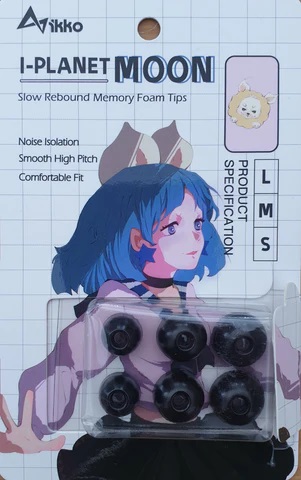 Aikko
I-PLANET MOON
Slow Rebound Memory Foam Tips
Noise Isolation
Smooth High Pitch
Comfortable Fit
PRODUCT
SPECIFICATION
L
M
S